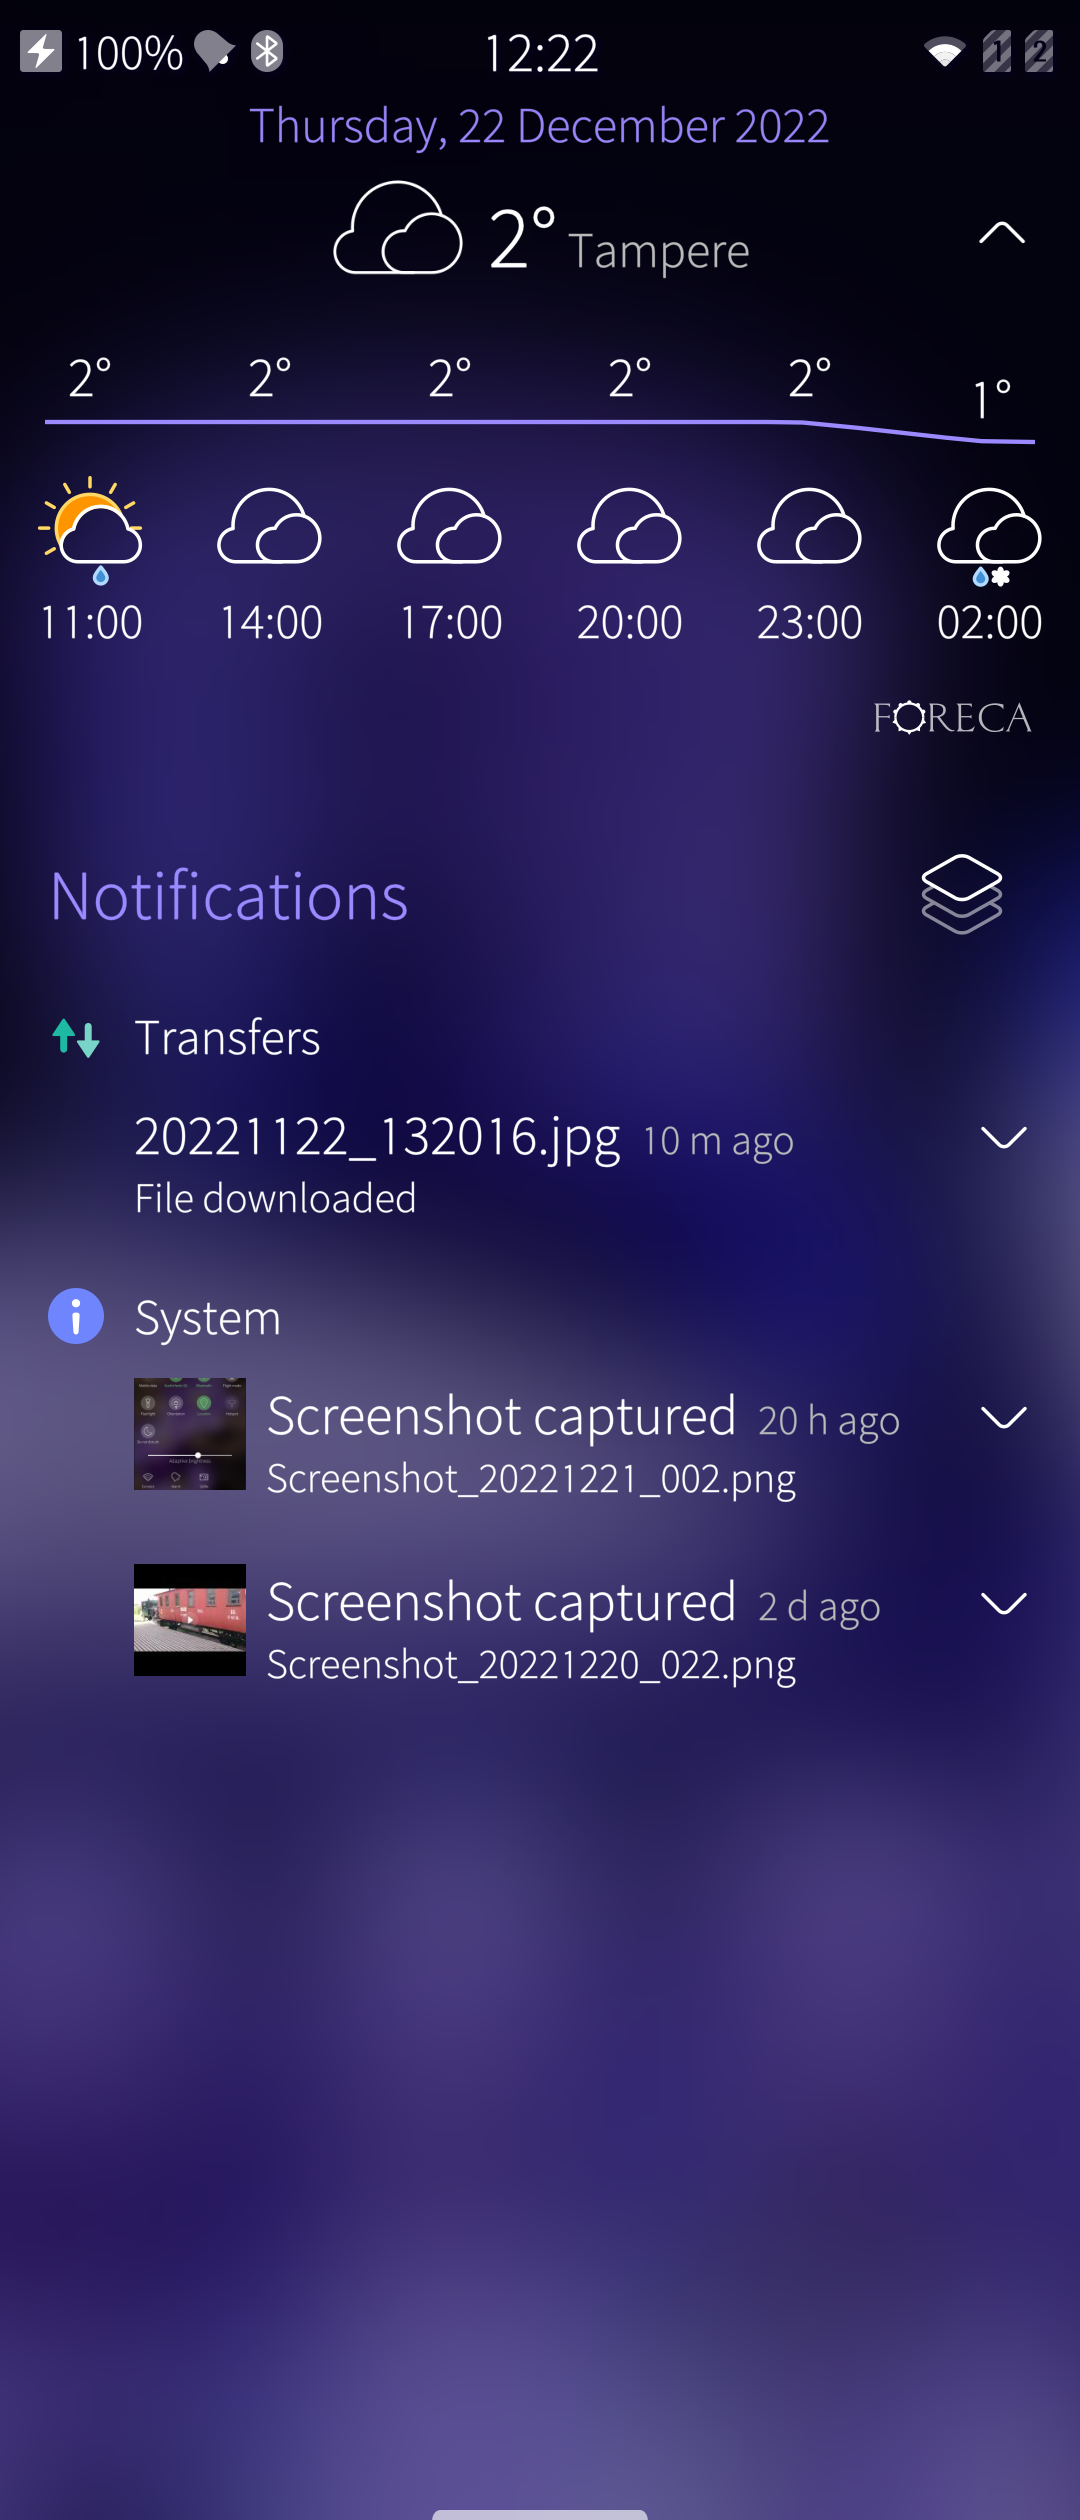 100% 12:22 1 2
Thursday, 22 December 2022
2° Tampere
2° 2° 2° 2° 2° 1°
11:00 14:00 17:00 20:00 23:00 02:00
FORECA
Notifications
Transfers
20221122_132016.jpg 10 m ago
File downloaded
System
Screenshot captured 20 h ago
Screenshot_20221221_002.png
Adaptive brightness
Screenshot captured 2 d ago
Screenshot_20221220_022.png